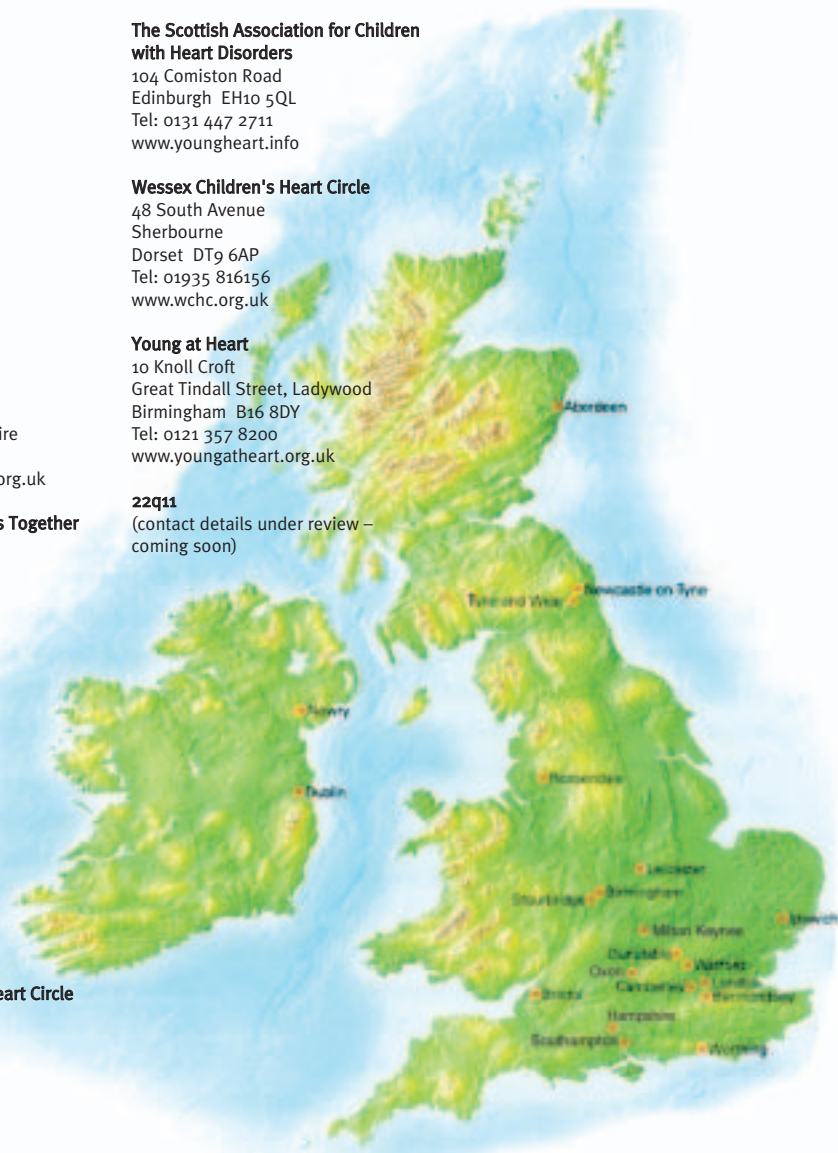 The Scottish Association for Children
with Heart Disorders
104 Comiston Road
Edinburgh EH10 5QL
Tel: 0131 447 2711
www.youngheart.info
Wessex Children's Heart Circle
48 South Avenue
Sherbourne
Dorset DT9 6AP
Tel: 01935 816156
www.wchc.org.uk
Young at Heart
10 Knoll Croft
Great Tindall Street, Ladywood
Birmingham B16 8DY
Tel: 0121 357 8200
www.youngatheart.org.uk
22q11
(contact details under review –
coming soon)
ire
org.uk
s Together
eart Circle
Aberdeen
Newcastle on Tyne
Tyne and Wear
Newry
Dublin
Rossendale
Leicester
Birmingham
Stourbridge
Ipswich
Milton Keynes
Dunstable
Oxon
Camberley
London
Bermondsey
Bristol
Hampshire
Southampton
Worthing